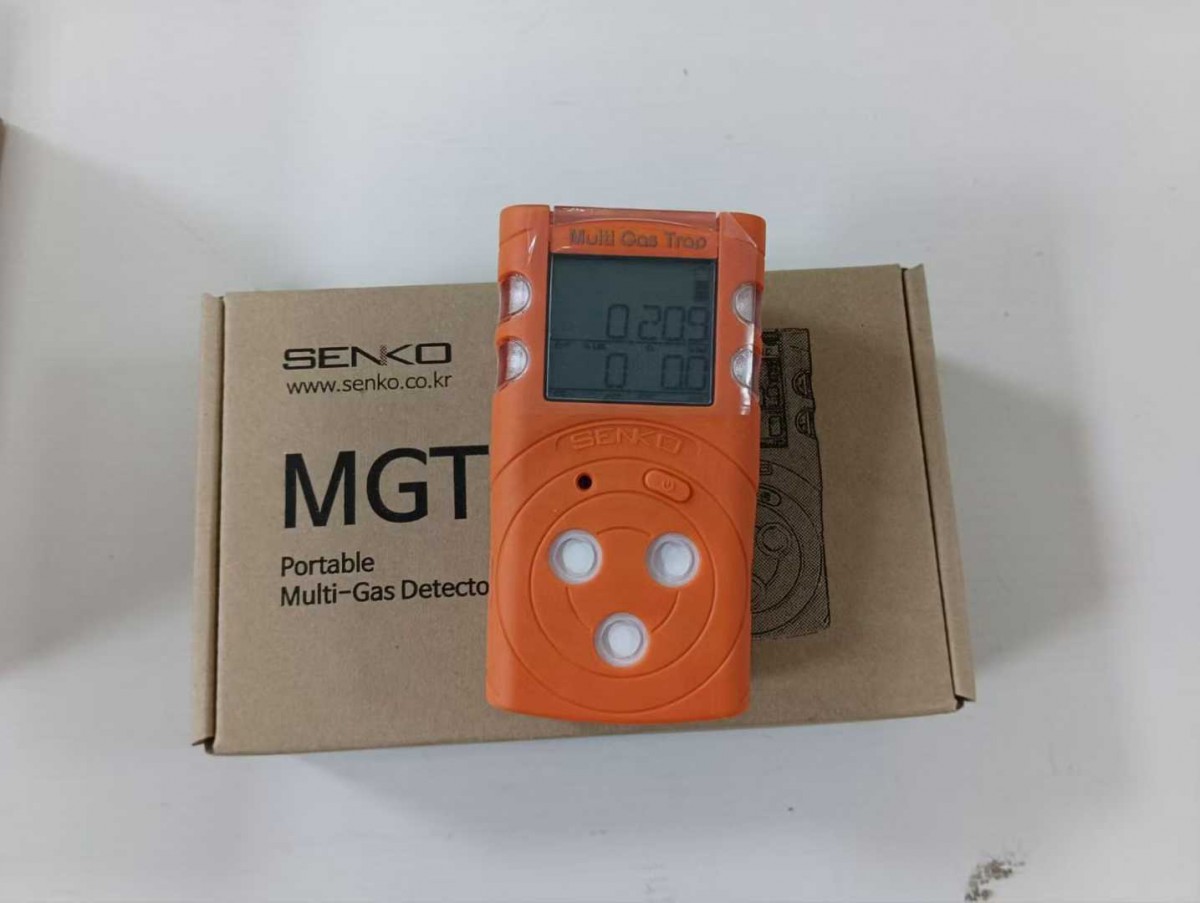 Multi Gas Trap
0 20.9
0 0.0
SENKO
SENKO
www.senko.co.kr
MGT
Portable
Multi-Gas Detecto